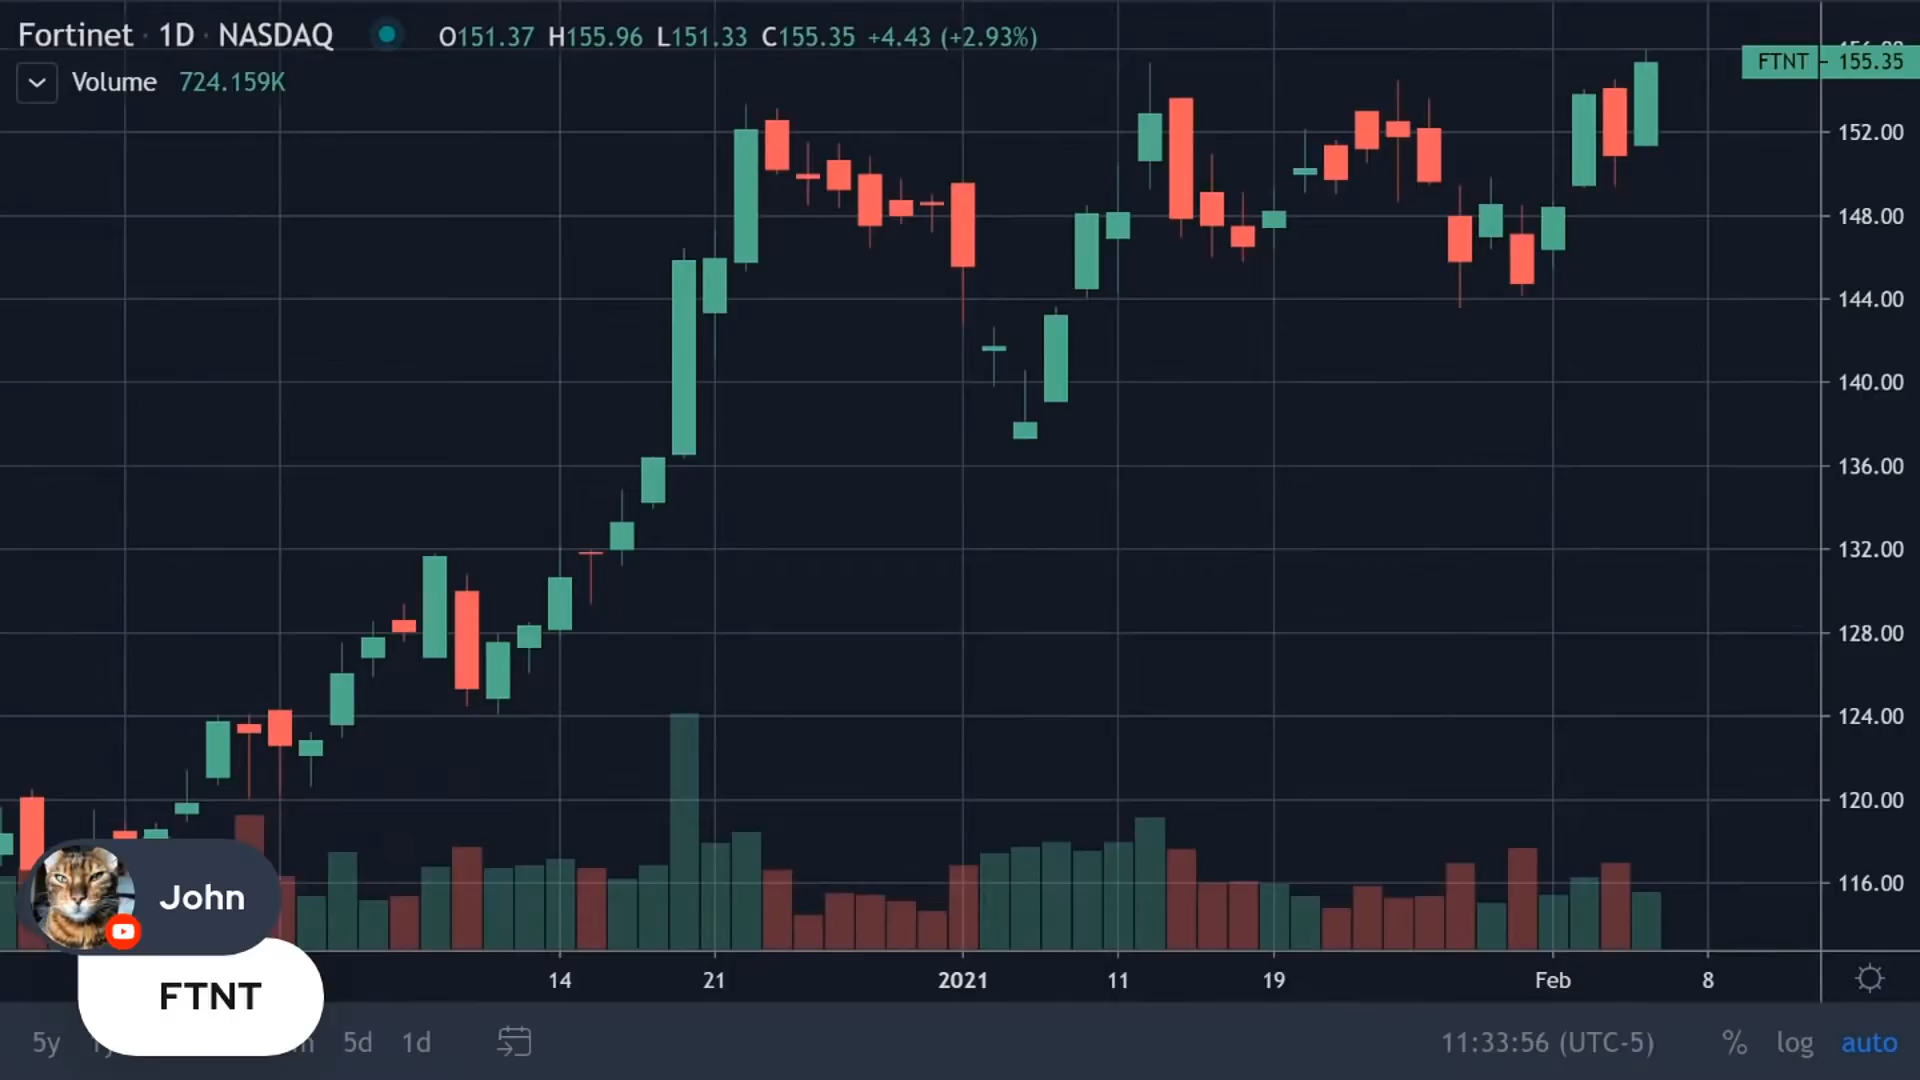 Fortinet · 1D · NASDAQ O151.37 H155.96 L151.33 C155.35 +4.43 (+2.93%)
Volume 724.159K
FTNT 155.35
152.00
148.00
144.00
140.00
136.00
132.00
128.00
124.00
120.00
116.00
John
FTNT
14 21 2021 11 19 Feb 8
5y 5d 1d 11:33:56 (UTC-5) % log auto